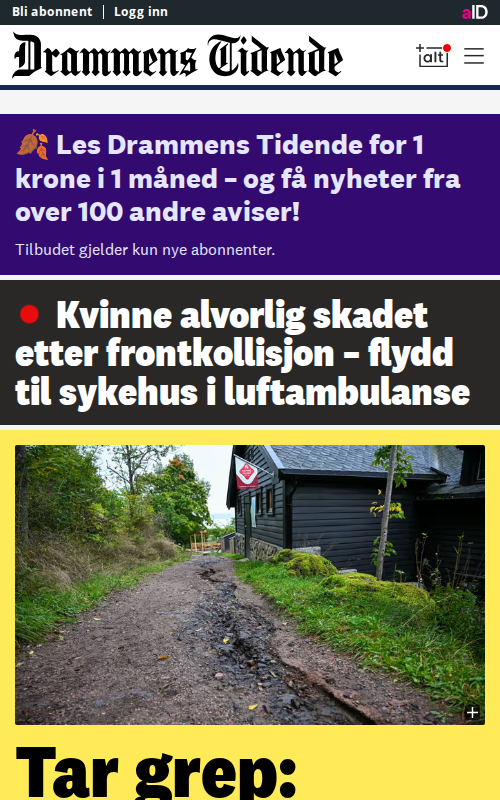 Bli abonnent
Logg inn
aID
Drammens Tidende
+alt
🍂 Les Drammens Tidende for 1
krone i 1 måned – og få nyheter fra
over 100 andre aviser!
Tilbudet gjelder kun nye abonnenter.
Kvinne alvorlig skadet
etter frontkollisjon – flydd
til sykehus i luftambulanse
Tar grep: